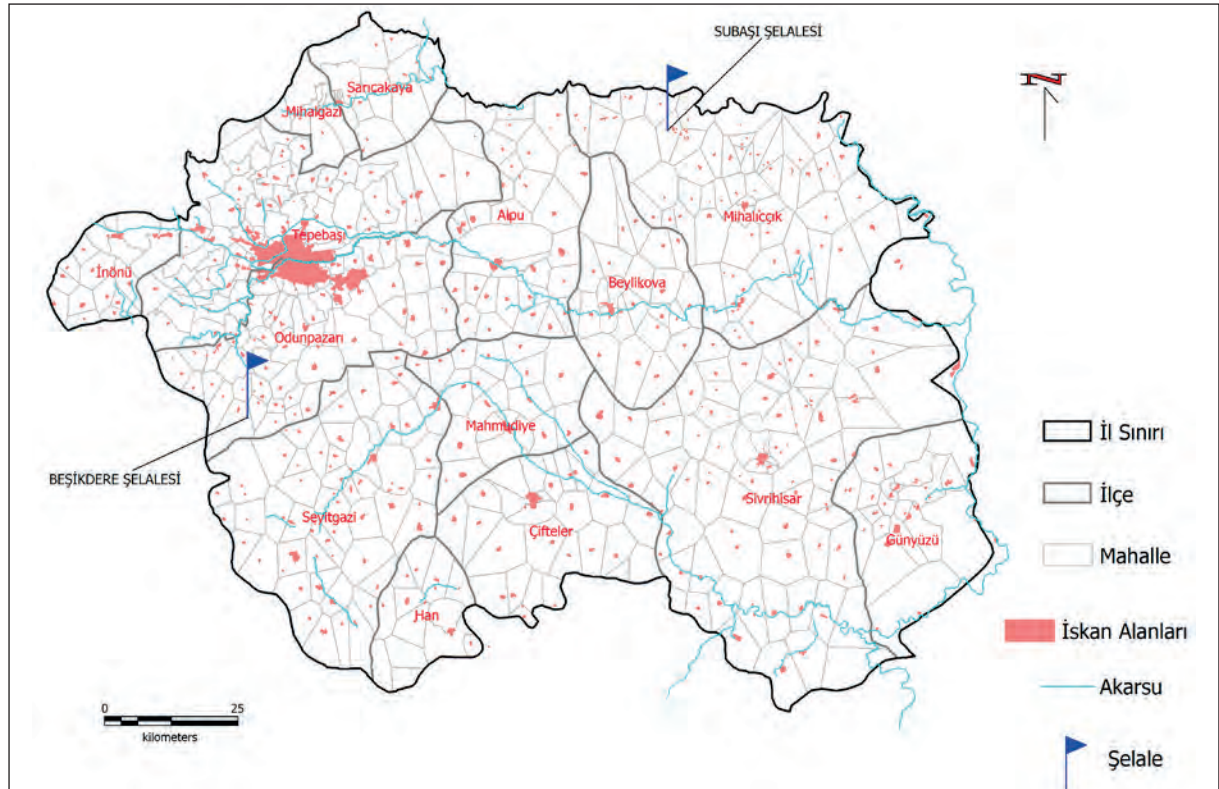 SUBAŞI ŞELALESİ
Sarıcakaya
Mihalgazi
Alpu
Mihalıççık
Tepebaşı
İnönü
Beylikova
Odunpazarı
Mahmudiye
BEŞİKDERE ŞELALESİ
Sivrihisar
Seyitgazi
Çifteler
Günyüzü
Han
0 25
kilometers
N
İl Sınırı
İlçe
Mahalle
İskan Alanları
Akarsu
Şelale